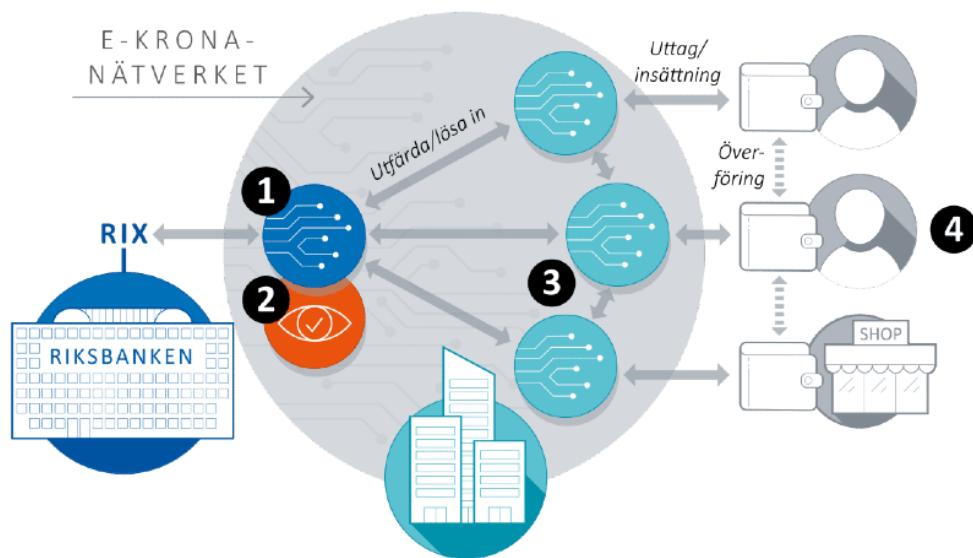 E-KRONA-
NÄTVERKET
Uttag/
insättning
Utfärda/lösa in
Över-
föring
1
RIX
2
3
4
RIKSBANKEN
SHOP